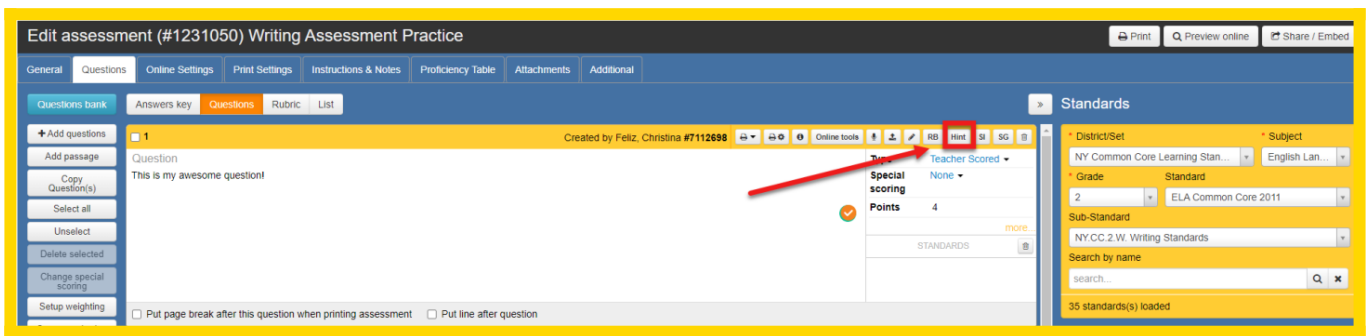 Edit assessment (#1231050) Writing Assessment Practice
Print Preview online Share / Embed
General Questions Online Settings Print Settings Instructions & Notes Proficiency Table Attachments Additional
Questions bank Answers key Questions Rubric List » Standards
+ Add questions
Add passage
Copy Question(s)
Select all
Unselect
Delete selected
Change special scoring
Setup weighting
1 Created by Feliz, Christina #7112698 Online tools RB Hint SI SG
Question
This is my awesome question!
Type Teacher Scored
Special scoring None
Points 4
more...
STANDARDS
Put page break after this question when printing assessment Put line after question
* District/Set * Subject
NY Common Core Learning Stan... English Lan...
* Grade Standard
2 ELA Common Core 2011
Sub-Standard
NY.CC.2.W. Writing Standards
Search by name
search...
35 standards(s) loaded